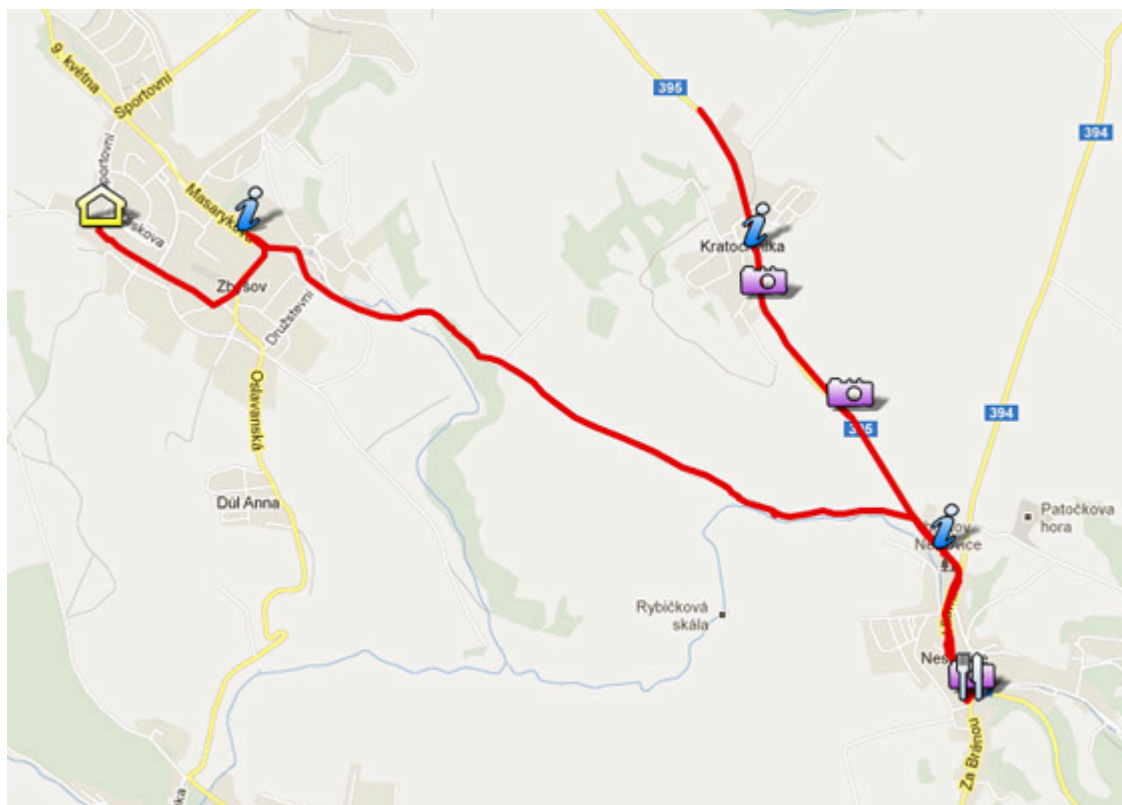 9. května
Sportovní
395
394
Masarykova
Kratochvilka
Zbýšov
Družstevní
Oslavanská
394
395
Důl Anna
Patočkova
hora
Rybičková
skála
Za Bránou